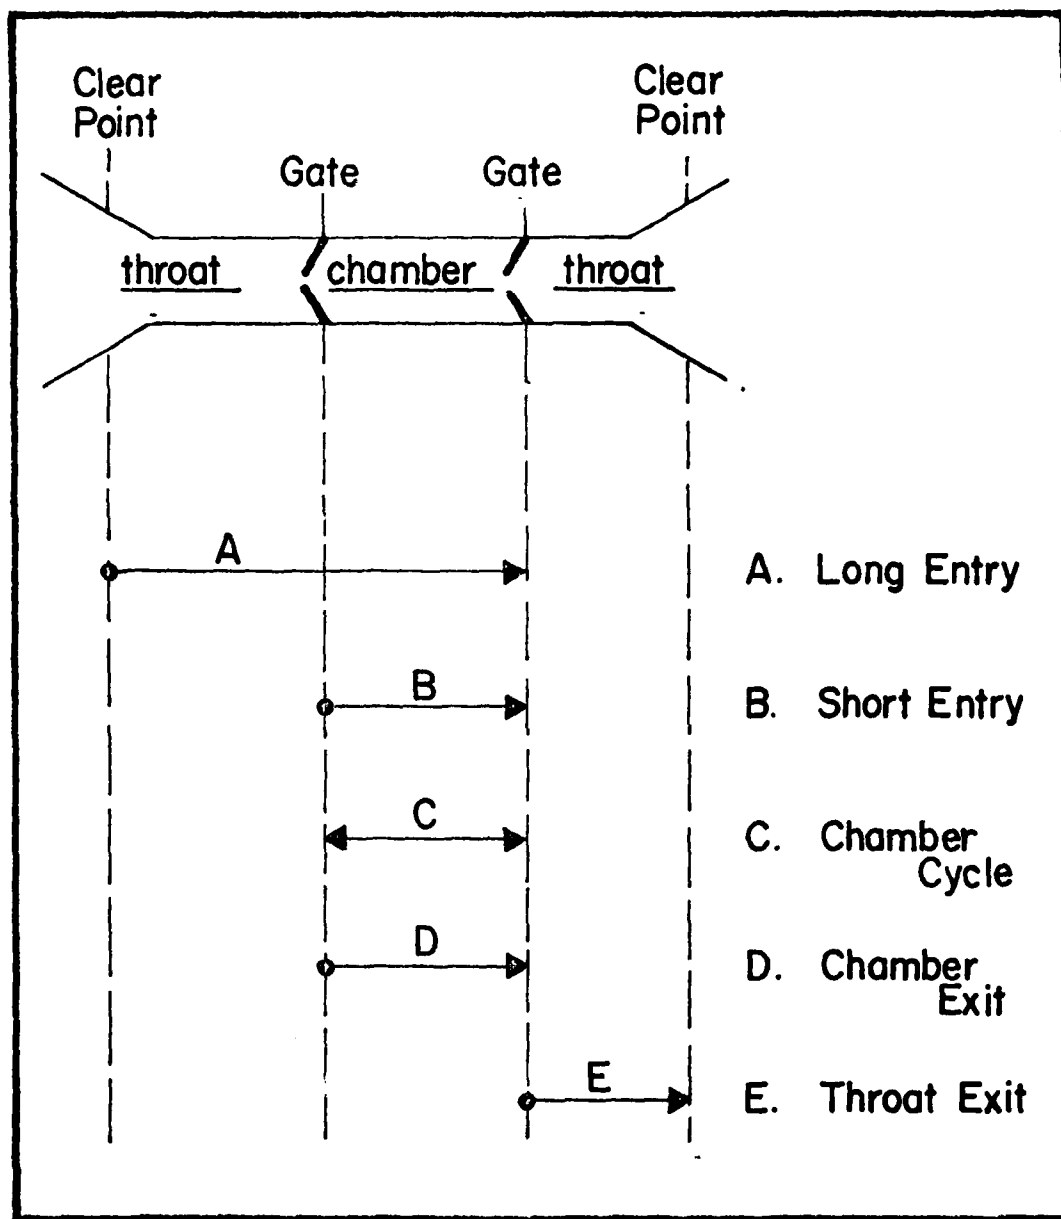 Clear Point
Clear Point
Gate
Gate
throat
chamber
throat
A
A. Long Entry
B
B. Short Entry
C
C. Chamber Cycle
D
D. Chamber Exit
E
E. Throat Exit